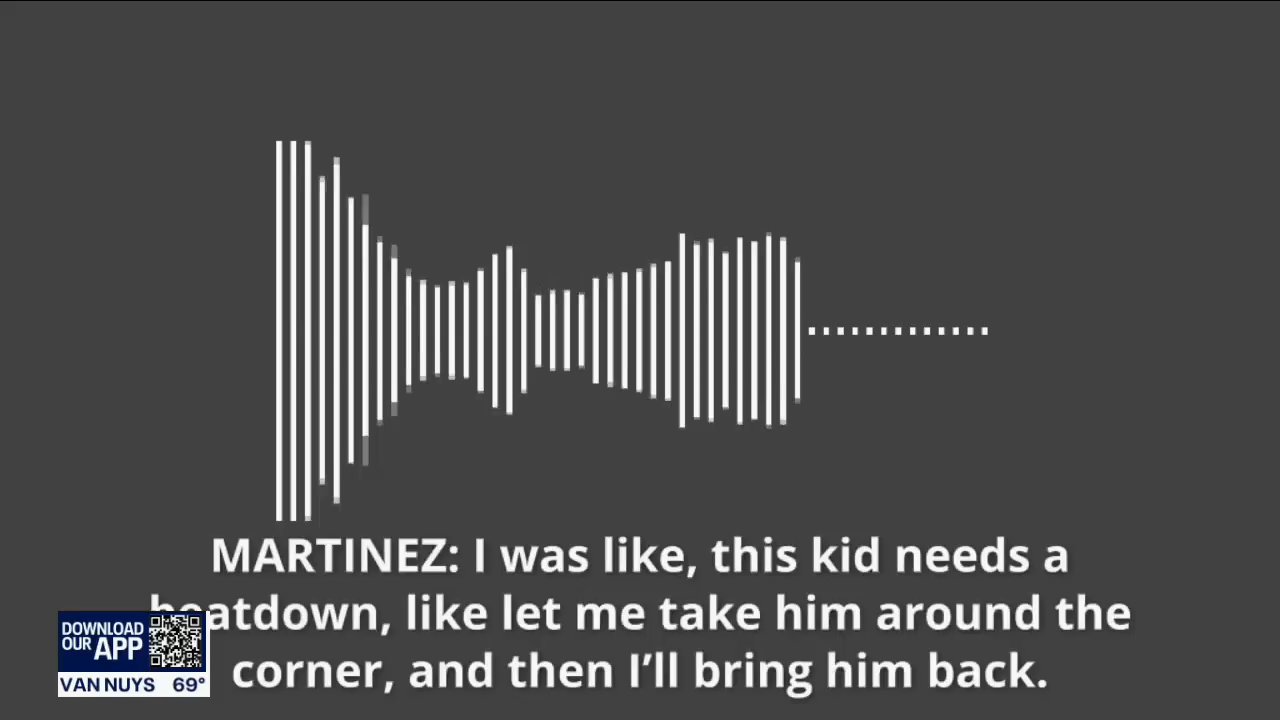 MARTINEZ: I was like, this kid needs a
like let me take him around the
corner, and then I’ll bring him back.
DOWNLOAD
OUR APP
VAN NUYS 69°